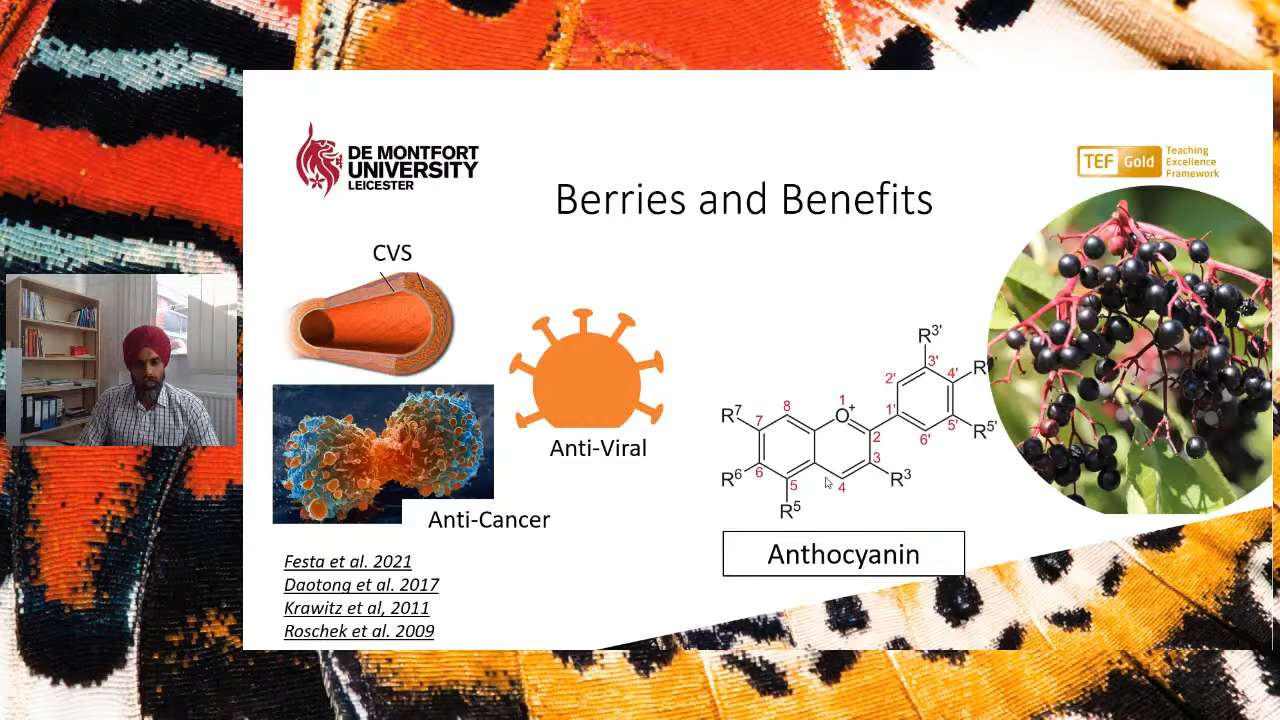 DE MONTFORT
UNIVERSITY
LEICESTER
TEF Gold
Teaching
Excellence
Framework
Berries and Benefits
CVS
Anti-Viral
Anti-Cancer
R3'
3'
2'
4'
1
O+
1'
R5'
5'
6'
R7
7
8
2
3
R6
6
5
4
R3
R5
Anthocyanin
Festa et al. 2021
Daotong et al. 2017
Krawitz et al, 2011
Roschek et al. 2009